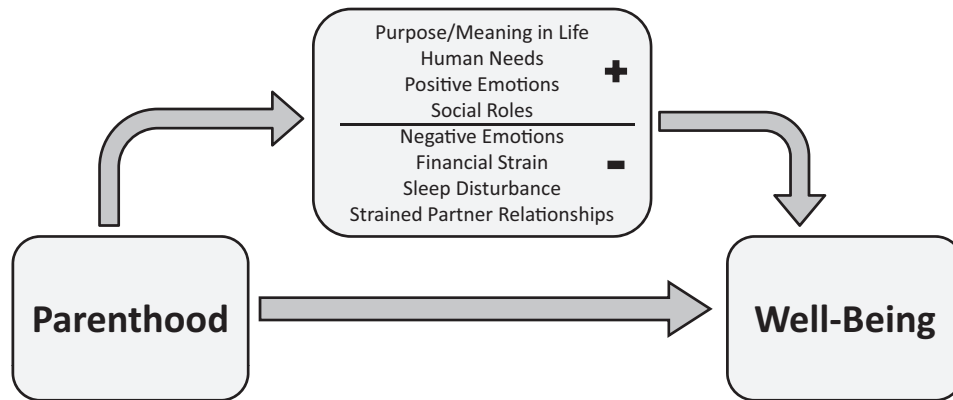 Purpose/Meaning in Life
Human Needs
Positive Emotions
Social Roles
+
Negative Emotions
Financial Strain
Sleep Disturbance
Strained Partner Relationships
-
Parenthood
Well-Being